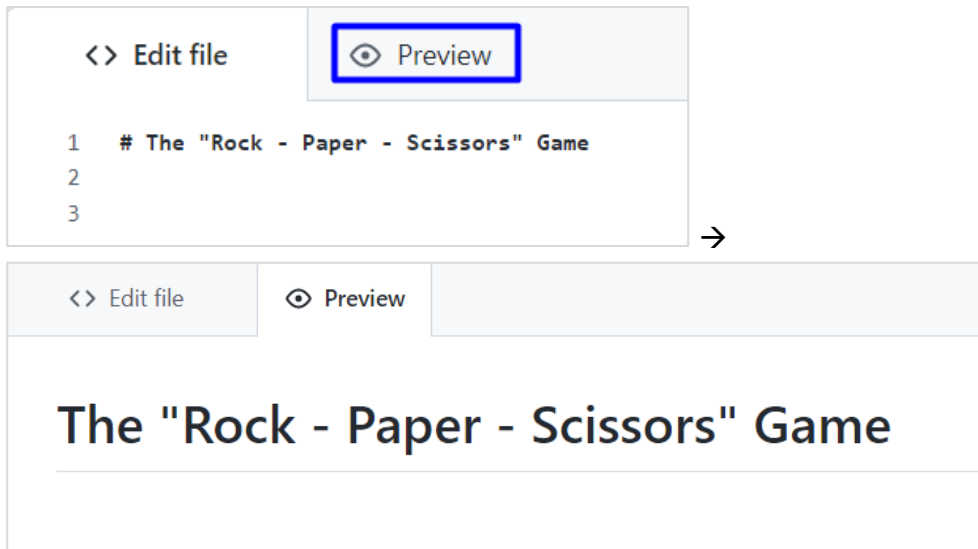 <> Edit file Preview
1 # The "Rock - Paper - Scissors" Game
2
3
→
<> Edit file Preview
The "Rock - Paper - Scissors" Game